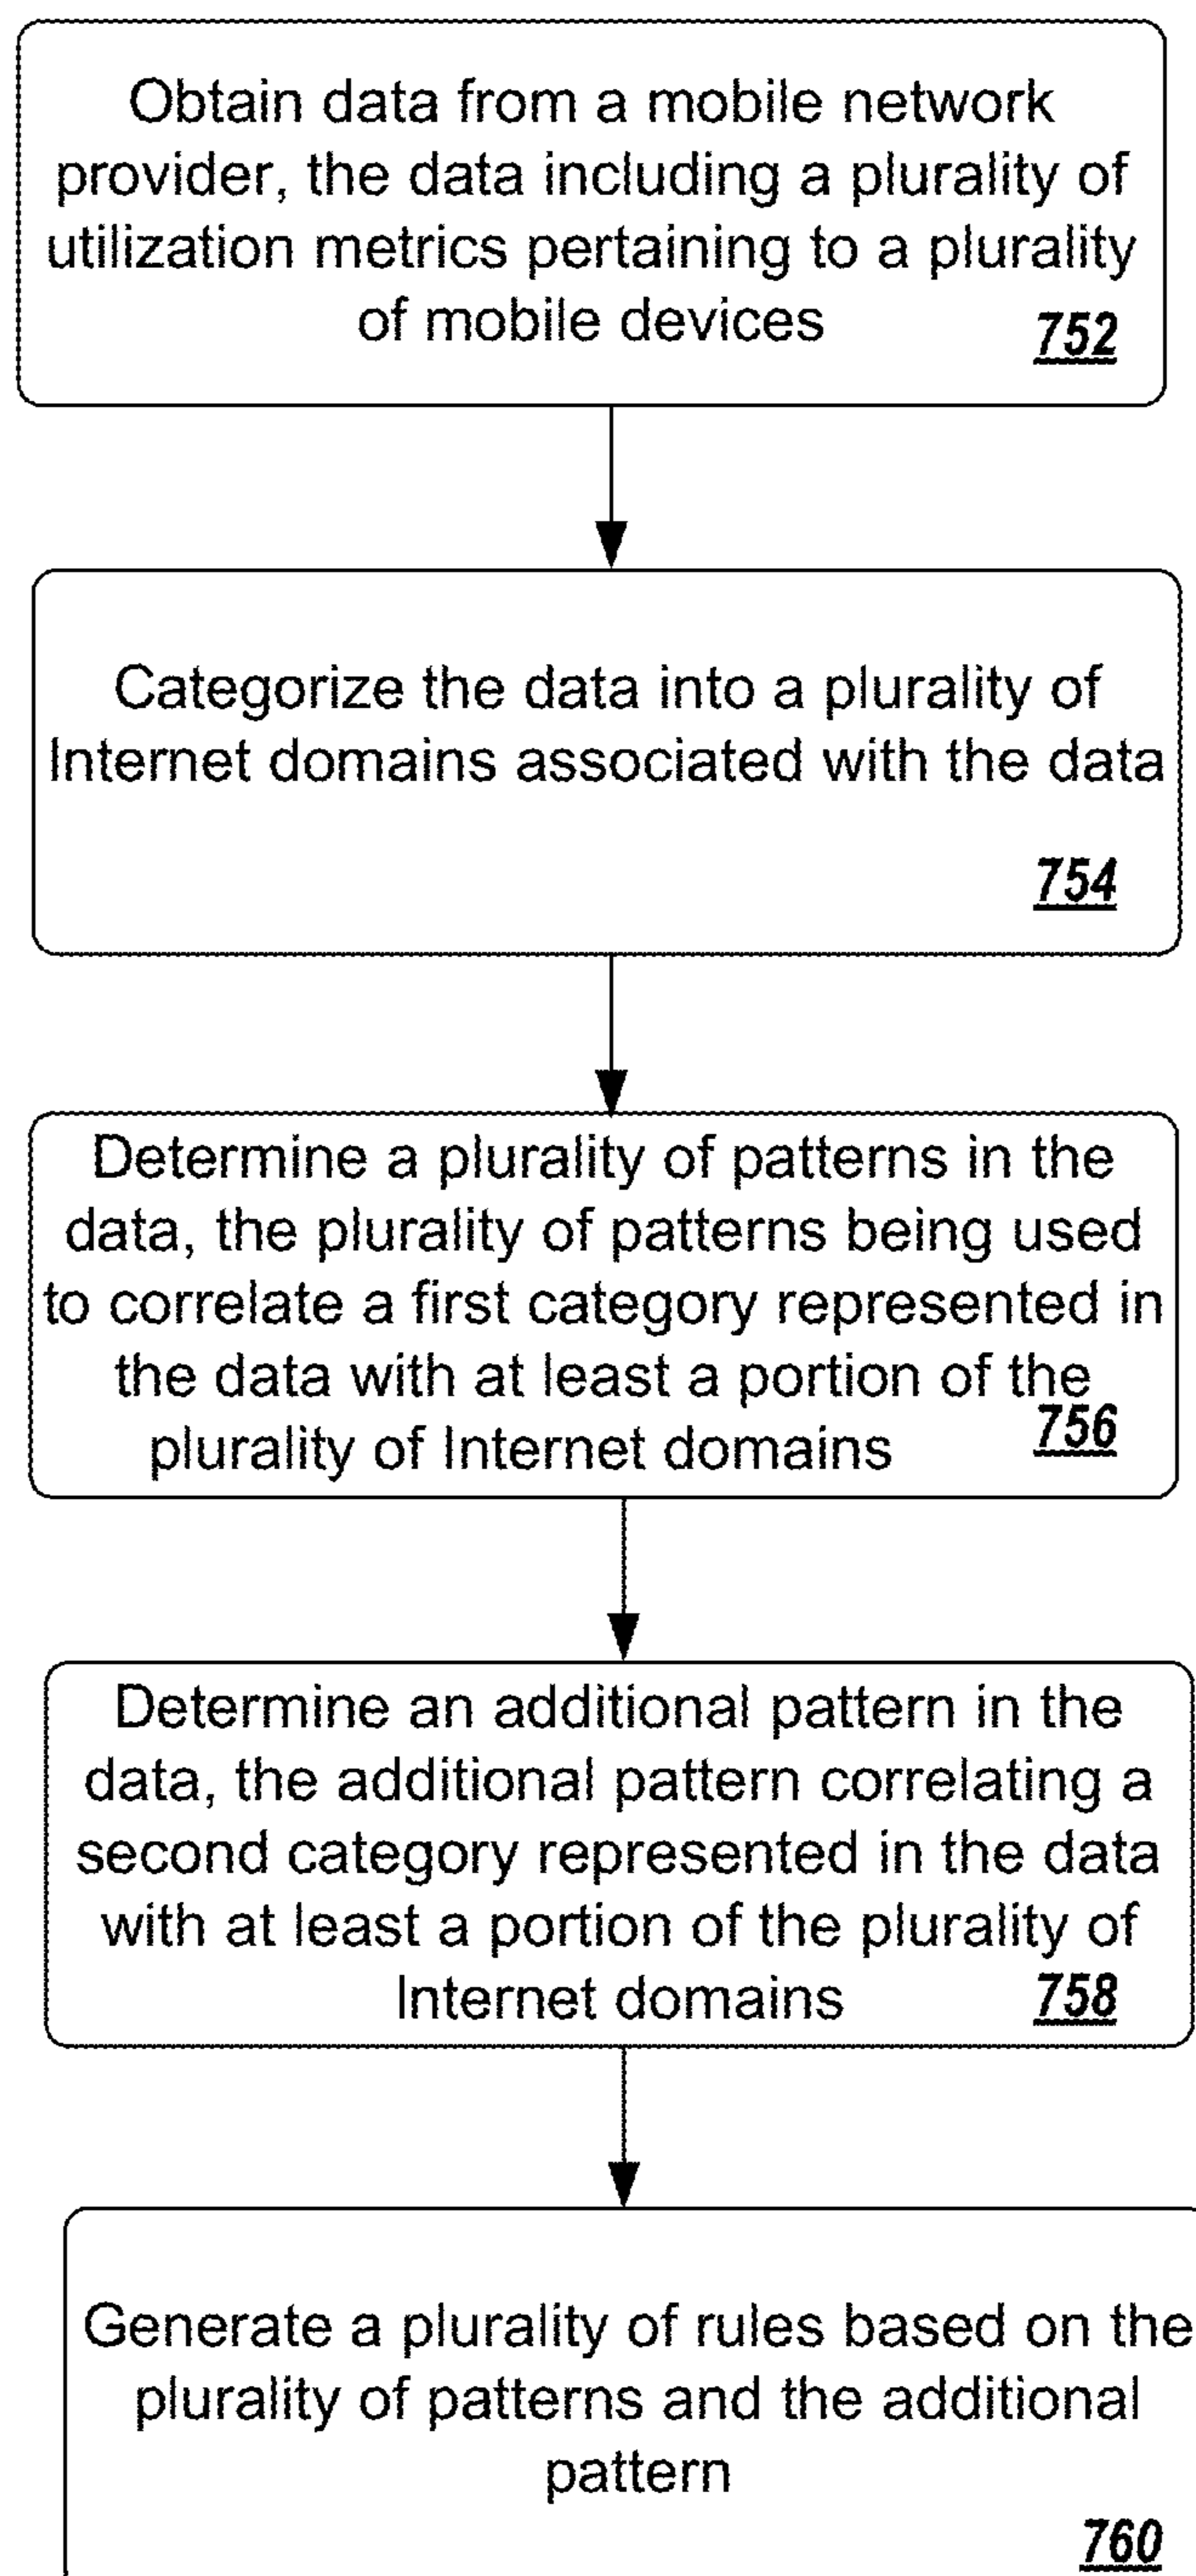 Obtain data from a mobile network
provider, the data including a plurality of
utilization metrics pertaining to a plurality
of mobile devices
752
Categorize the data into a plurality of
Internet domains associated with the data
754
Determine a plurality of patterns in the
data, the plurality of patterns being used
to correlate a first category represented in
the data with at least a portion of the
plurality of Internet domains
756
Determine an additional pattern in the
data, the additional pattern correlating a
second category represented in the data
with at least a portion of the plurality of
Internet domains
758
Generate a plurality of rules based on the
plurality of patterns and the additional
pattern
760